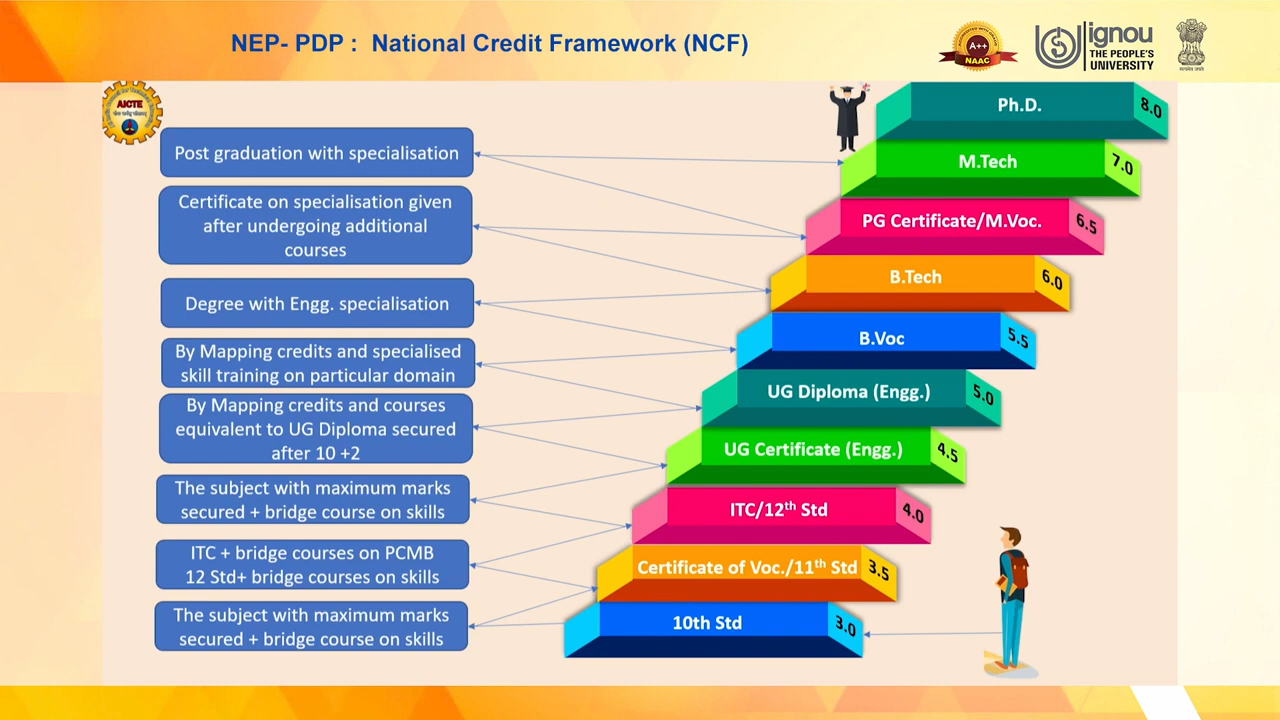 NEP- PDP : National Credit Framework (NCF)
A++
NAAC
ignou
THE PEOPLE'S
UNIVERSITY
सत्यमेव जयते
AICTE
Post graduation with specialisation
Certificate on specialisation given
after undergoing additional
courses
Degree with Engg. specialisation
By Mapping credits and specialised
skill training on particular domain
By Mapping credits and courses
equivalent to UG Diploma secured
after 10 +2
The subject with maximum marks
secured + bridge course on skills
ITC + bridge courses on PCMB
12 Std+ bridge courses on skills
The subject with maximum marks
secured + bridge course on skills
Ph.D. 8.0
M.Tech 7.0
PG Certificate/M.Voc. 6.5
B.Tech 6.0
B.Voc 5.5
UG Diploma (Engg.) 5.0
UG Certificate (Engg.) 4.5
ITC/12th Std 4.0
Certificate of Voc./11th Std 3.5
10th Std 3.0